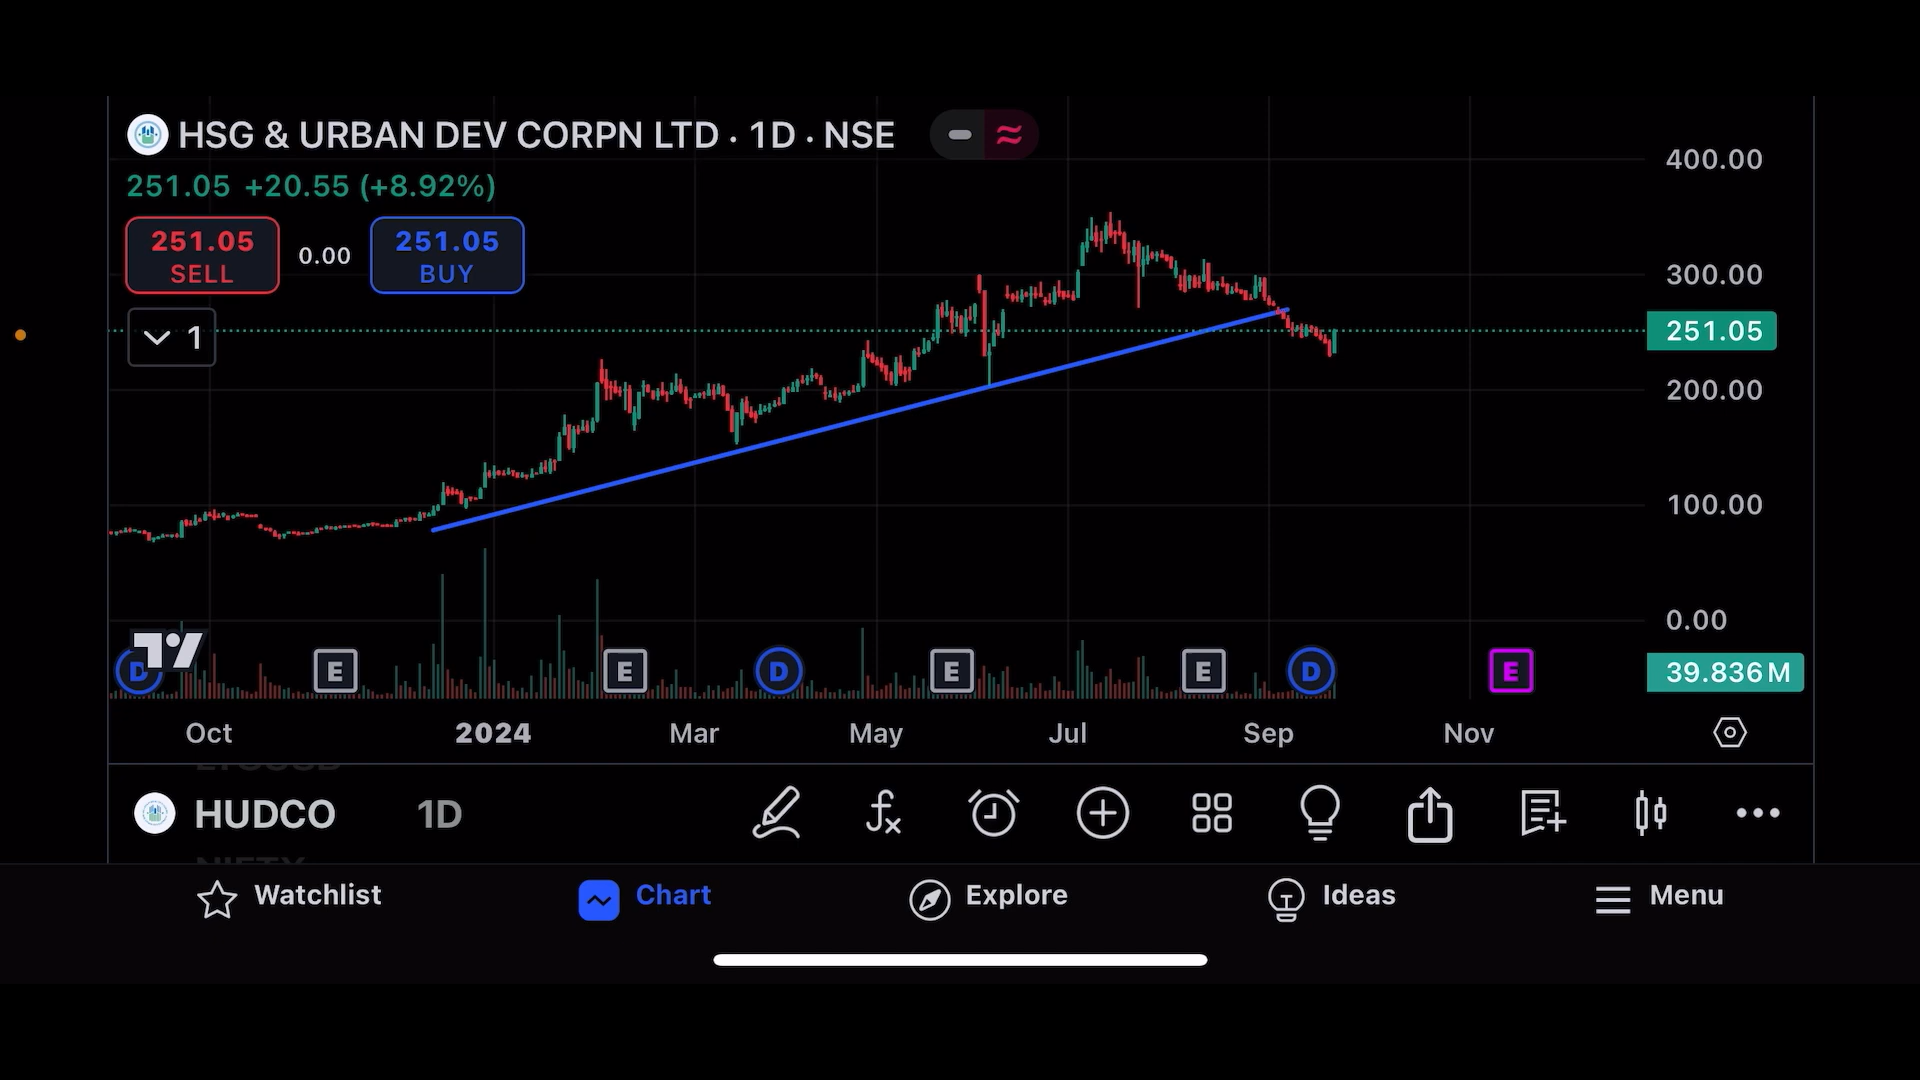 HSG & URBAN DEV CORPN LTD · 1D · NSE
251.05 +20.55 (+8.92%)
251.05
SELL
0.00
251.05
BUY
1
400.00
300.00
251.05
200.00
100.00
0.00
39.836 M
D
E
E
D
E
E
D
E
Oct
2024
Mar
May
Jul
Sep
Nov
HUDCO
1D
Watchlist
Chart
Explore
Ideas
Menu